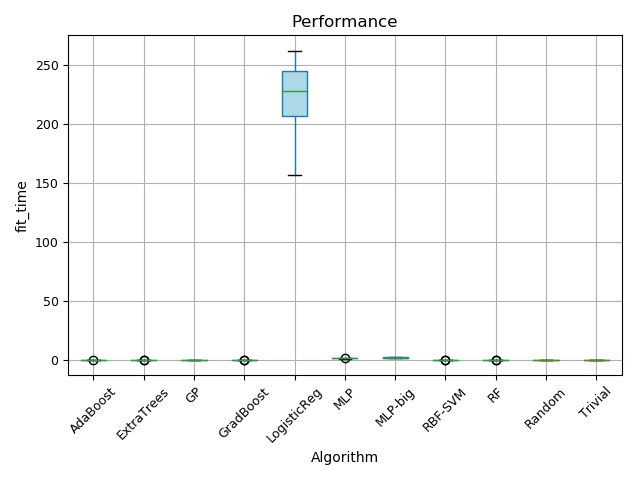 Performance
fit_time
250
200
150
100
50
0
AdaBoost
ExtraTrees
GP
GradBoost
LogisticReg
MLP
MLP-big
RBF-SVM
RF
Random
Trivial
Algorithm